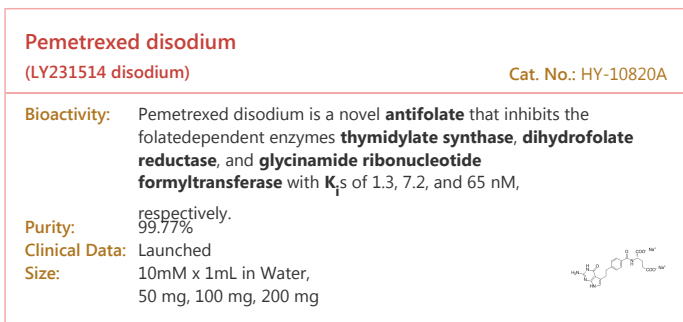 Pemetrexed disodium
(LY231514 disodium) Cat. No.: HY-10820A
Bioactivity: Pemetrexed disodium is a novel antifolate that inhibits the
folatedependent enzymes thymidylate synthase, dihydrofolate
reductase, and glycinamide ribonucleotide
formyltransferase with Kis of 1.3, 7.2, and 65 nM,
respectively.
Purity: 99.77%
Clinical Data: Launched
Size: 10mM x 1mL in Water,
50 mg, 100 mg, 200 mg